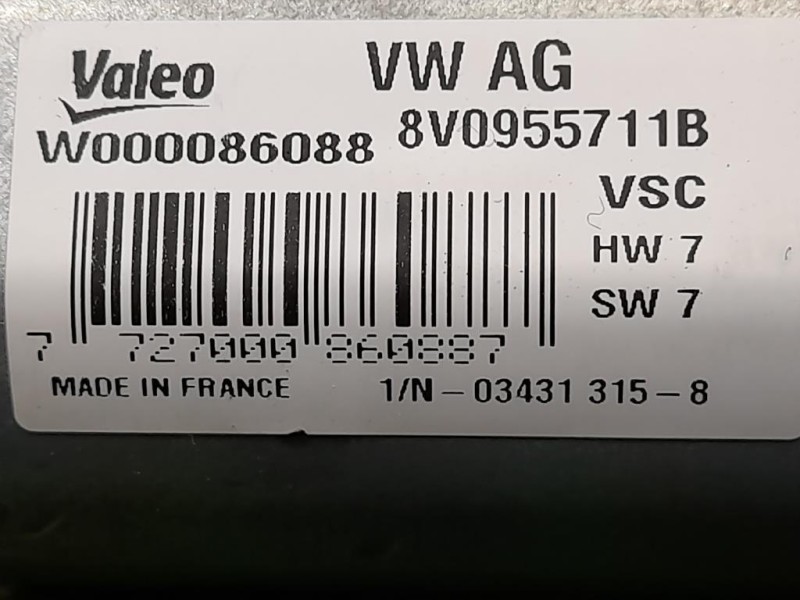 Valeo VW AG
W000086088 8V0955711B
VSC
HW 7
SW 7
7 727000 860887
MADE IN FRANCE 1/N – 03431 315 – 8